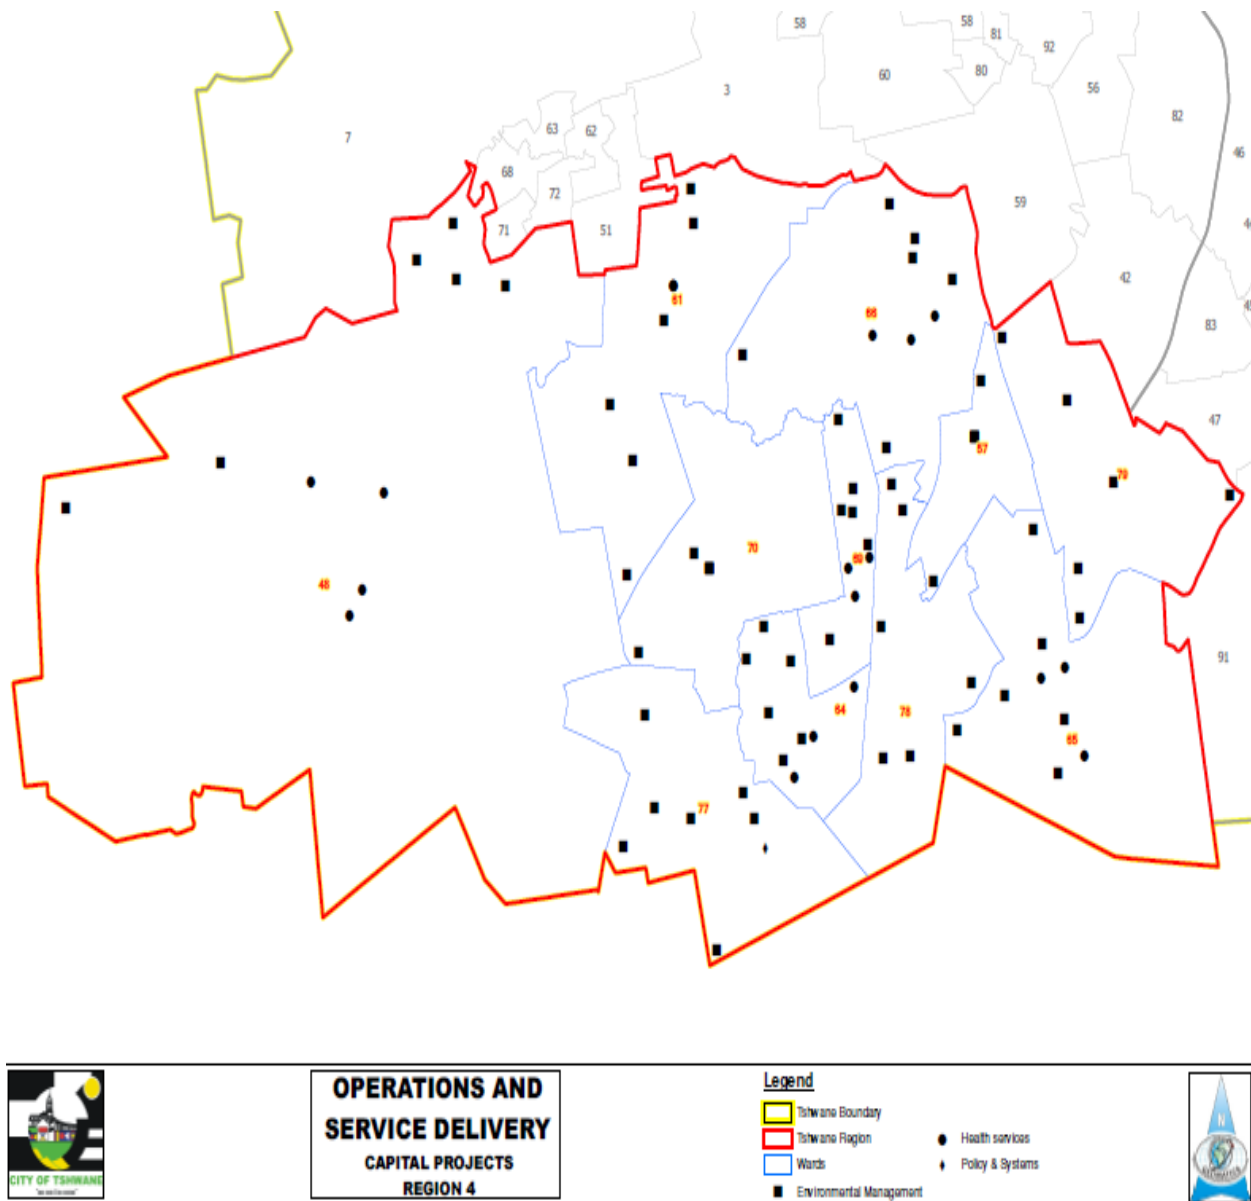 58
58
81
92
60
80
56
3
82
7
63
62
46
68
72
59
71
51
42
61
66
83
47
57
79
70
48
69
91
64
78
65
77
OPERATIONS AND
SERVICE DELIVERY
CAPITAL PROJECTS
REGION 4
CITY OF TSHWANE
Legend
Tshwane Boundary
Tshwane Region
Health services
Wards
Policy & Systems
Environmental Management
N